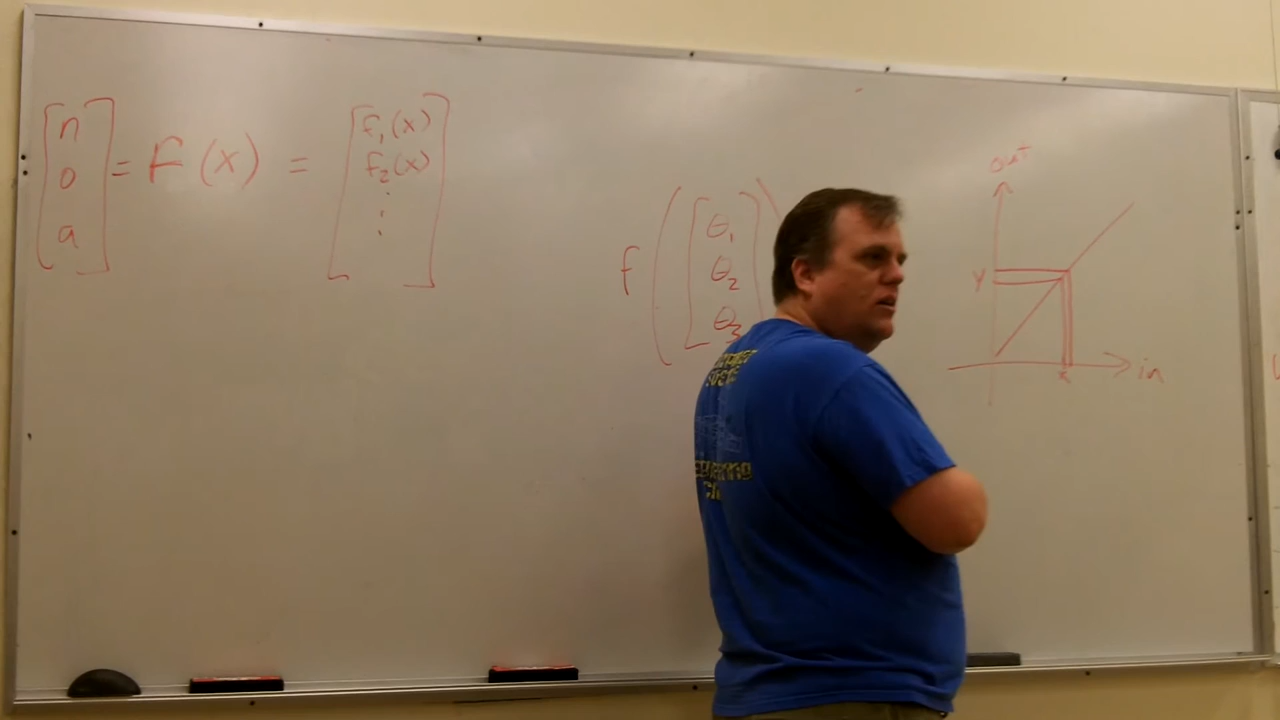 [n o a] = F(x) = [f₁(x) f₂(x) ⋮]
f([θ₁ θ₂ θ₃])
out
y
x
in